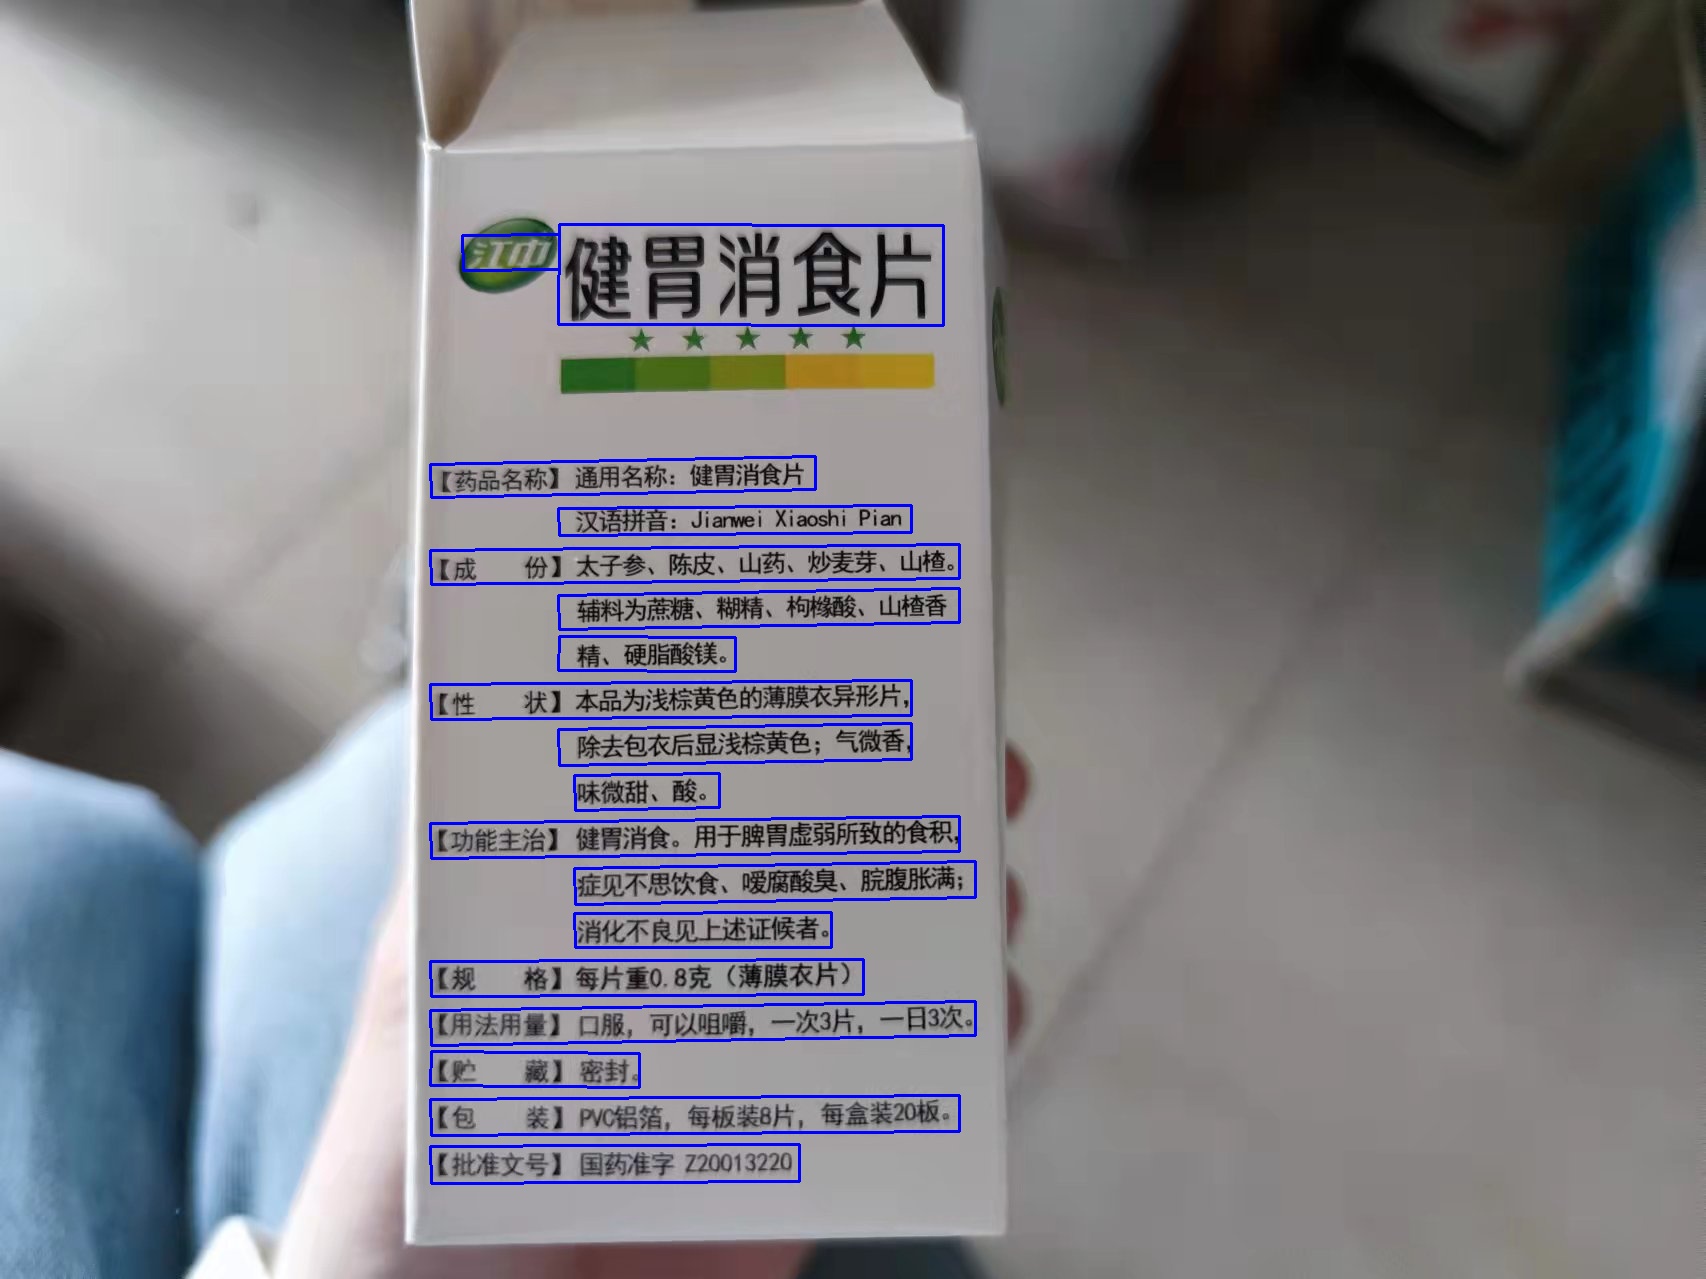 江中
健胃消食片
【药品名称】通用名称：健胃消食片
汉语拼音：Jianwei Xiaoshi Pian
【成 份】太子参、陈皮、山药、炒麦芽、山楂。
辅料为蔗糖、糊精、枸橼酸、山楂香
精、硬脂酸镁。
【性 状】本品为浅棕黄色的薄膜衣异形片，
除去包衣后显浅棕黄色；气微香，
味微甜、酸。
【功能主治】健胃消食。用于脾胃虚弱所致的食积，
症见不思饮食、嗳腐酸臭、脘腹胀满；
消化不良见上述证候者。
【规 格】每片重0.8克（薄膜衣片）
【用法用量】口服，可以咀嚼，一次3片，一日3次。
【贮 藏】密封。
【包 装】PVC铝箔，每板装8片，每盒装20板。
【批准文号】国药准字 Z20013220